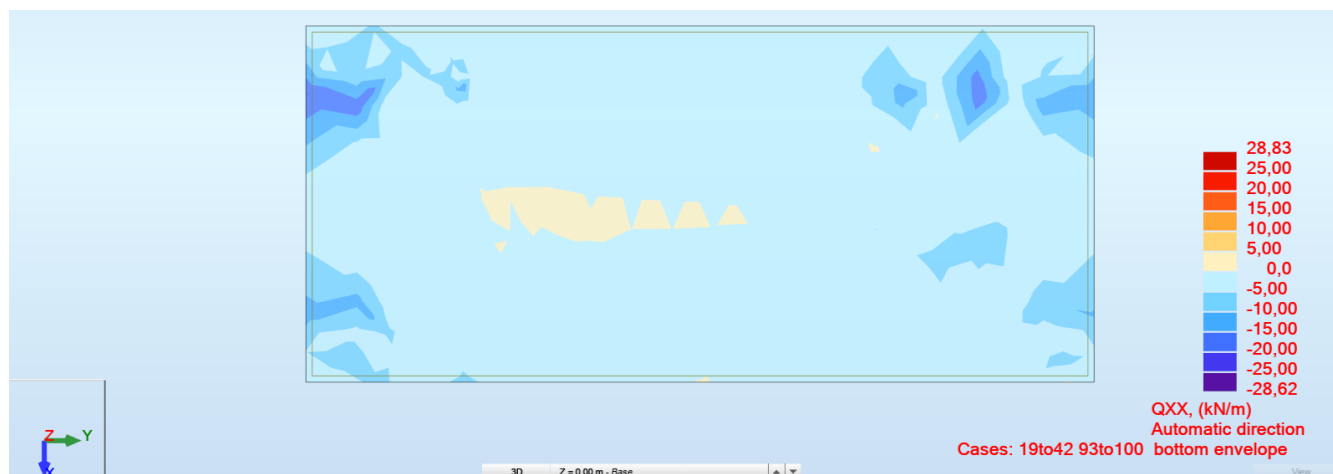 28,83
25,00
20,00
15,00
10,00
5,00
0,0
-5,00
-10,00
-15,00
-20,00
-25,00
-28,62
QXX, (kN/m)
Automatic direction
Cases: 19to42 93to100 bottom envelope
Z
Y
X
3D Z = 0,00 m - Base
View